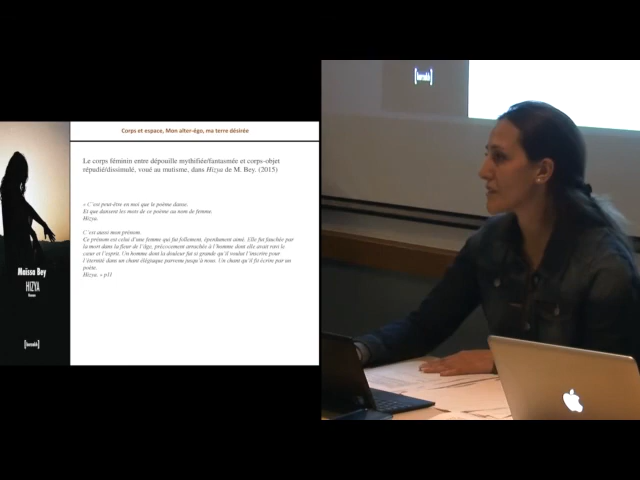 Corps et espace, Mon alter-égo, ma terre désirée
Le corps féminin entre dépouille mythifiée/fantasmée et corps-objet
répudié/dissimulé, voué au mutisme, dans Hizya de M. Bey. (2015)
« C'est peut-être en moi que le poème danse.
Et que dansent les mots de ce poème au nom de femme.
Hizya.
C'est aussi mon prénom.
Ce prénom est celui d'une femme qui fut follement, éperdument aimé. Elle fut fauchée par
la mort dans la fleur de l'âge, précocement arrachée à l'homme dont elle avait ravi le
cœur et l'esprit. Un homme dont la douleur fut si grande qu'il voulut l'inscrire pour
l'éternité dans un chant élégiaque parvenu jusqu'à nous. Un chant qu'il fit écrire par un
poète.
Hizya. » p11
Maïssa Bey
HIZYA
Roman
[barzakh]
[barzakh]